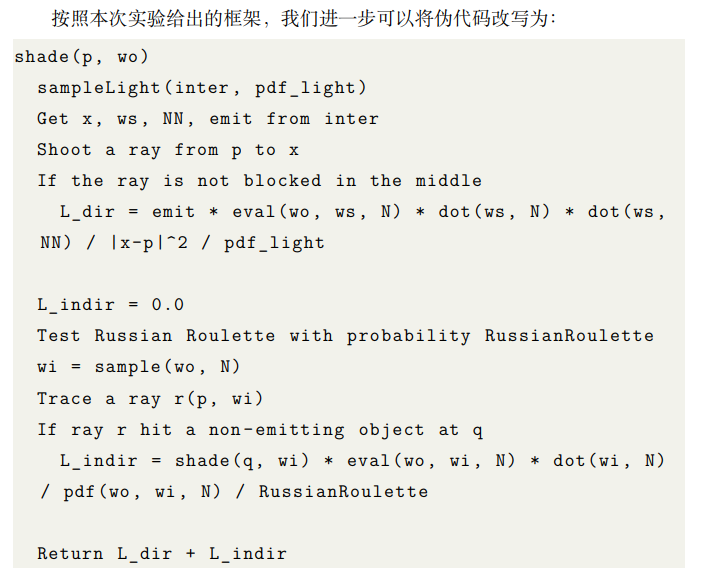 按照本次实验给出的框架，我们进一步可以将伪代码改写为：
shade(p, wo)
sampleLight(inter, pdf_light)
Get x, ws, NN, emit from inter
Shoot a ray from p to x
If the ray is not blocked in the middle
L_dir = emit * eval(wo, ws, N) * dot(ws, N) * dot(ws,
NN) / |x-p|^2 / pdf_light
L_indir = 0.0
Test Russian Roulette with probability RussianRoulette
wi = sample(wo, N)
Trace a ray r(p, wi)
If ray r hit a non-emitting object at q
L_indir = shade(q, wi) * eval(wo, wi, N) * dot(wi, N)
/ pdf(wo, wi, N) / RussianRoulette
Return L_dir + L_indir